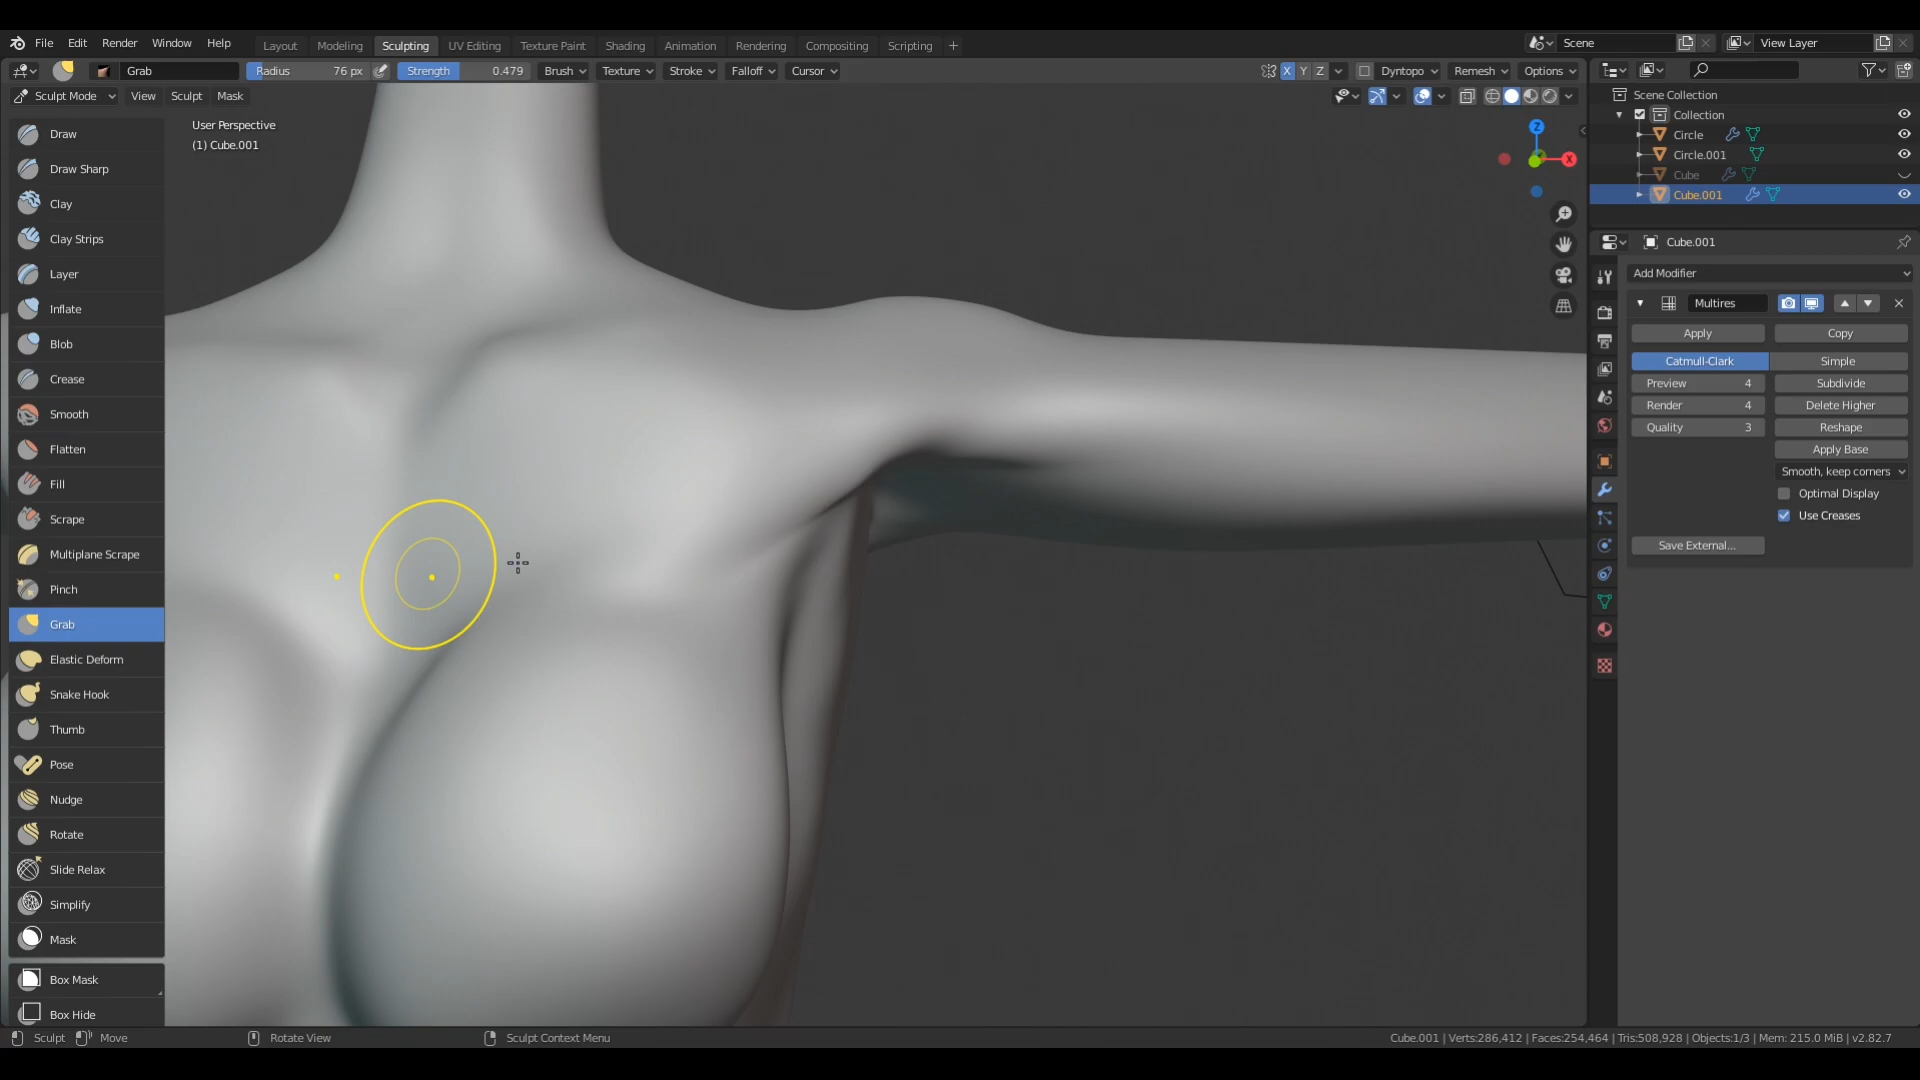 File Edit Render Window Help Layout Modeling Sculpting UV Editing Texture Paint Shading Animation Rendering Compositing Scripting + Scene View Layer
Grab Radius 76 px Strength 0.479 Brush Texture Stroke Falloff Cursor X Y Z Dyntopo Remesh Options
Sculpt Mode View Sculpt Mask
User Perspective
(1) Cube.001
Z
X
Draw
Draw Sharp
Clay
Clay Strips
Layer
Inflate
Blob
Crease
Smooth
Flatten
Fill
Scrape
Multiplane Scrape
Pinch
Grab
Elastic Deform
Snake Hook
Thumb
Pose
Nudge
Rotate
Slide Relax
Simplify
Mask
Box Mask
Box Hide
Scene Collection
Collection
Circle
Circle.001
Cube
Cube.001
Cube.001
Add Modifier
Multires
Apply Copy
Catmull-Clark Simple
Preview 4 Subdivide
Render 4 Delete Higher
Quality 3 Reshape
Apply Base
Smooth, keep corners
Optimal Display
Use Creases
Save External...
Sculpt Move Rotate View Sculpt Context Menu Cube.001 | Verts:286,412 | Faces:254,464 | Tris:508,928 | Objects:1/3 | Mem: 215.0 MiB | v2.82.7